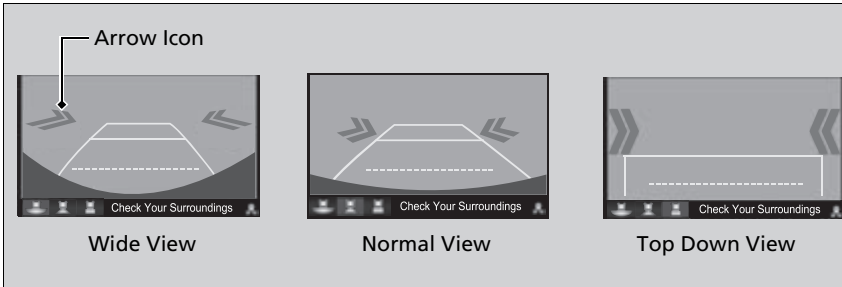 Arrow Icon
Check Your Surroundings
Check Your Surroundings
Check Your Surroundings
Wide View
Normal View
Top Down View